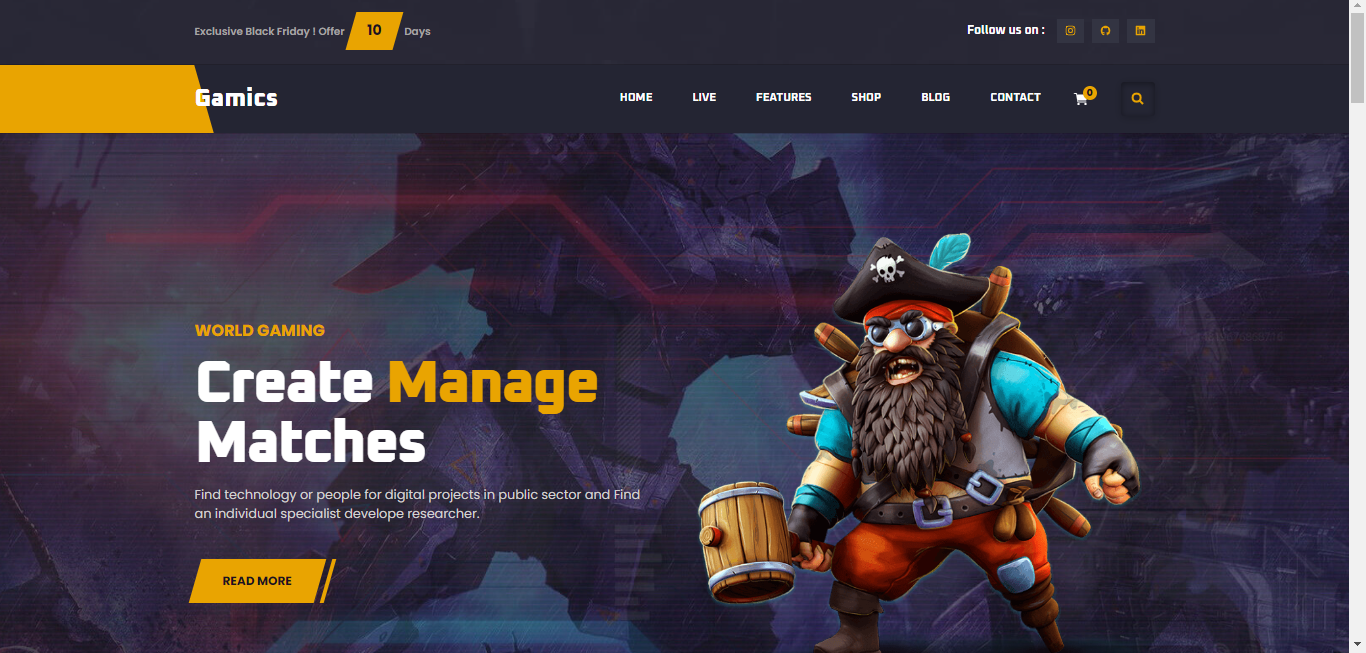 Exclusive Black Friday ! Offer 10 Days
Follow us on :
Gamics
HOME LIVE FEATURES SHOP BLOG CONTACT 0
WORLD GAMING
Create Manage
Matches
Find technology or people for digital projects in public sector and Find
an individual specialist develope researcher.
READ MORE